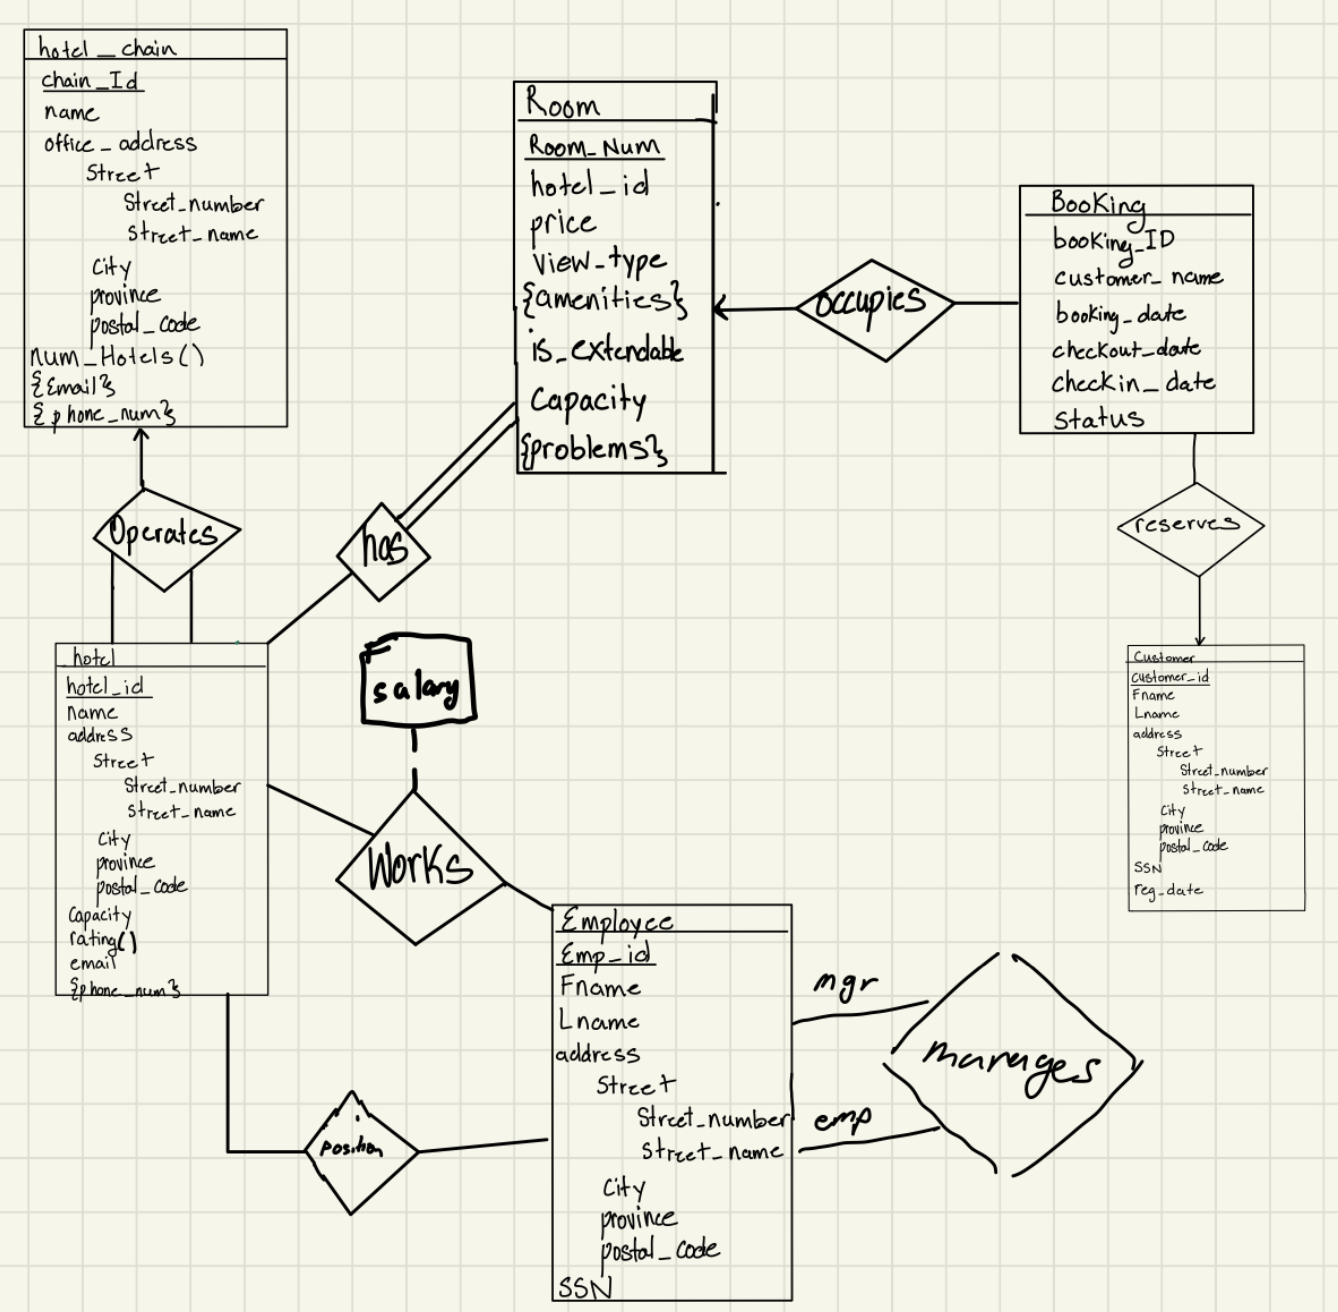 hotel_chain
chain_Id
name
office_address
Street
Street_number
Street_name
City
province
postal_code
num_Hotels()
{Email}
{phone_num}
Room
Room_Num
hotel_id
price
view_type
{amenities}
is_extendable
Capacity
{problems}
Booking
booking_ID
customer_name
booking_date
checkout_date
checkin_date
Status
occupies
Operates
has
reserves
hotel
hotel_id
name
address
Street
Street_number
Street_name
City
province
postal_code
Capacity
rating()
email
{phone_num}
salary
Works
Customer
customer_id
Fname
Lname
address
Street
Street_number
Street_name
City
province
postal_code
SSN
reg_date
Employee
Emp_id
Fname
Lname
address
Street
Street_number
Street_name
City
province
postal_code
SSN
mgr
manages
emp
position